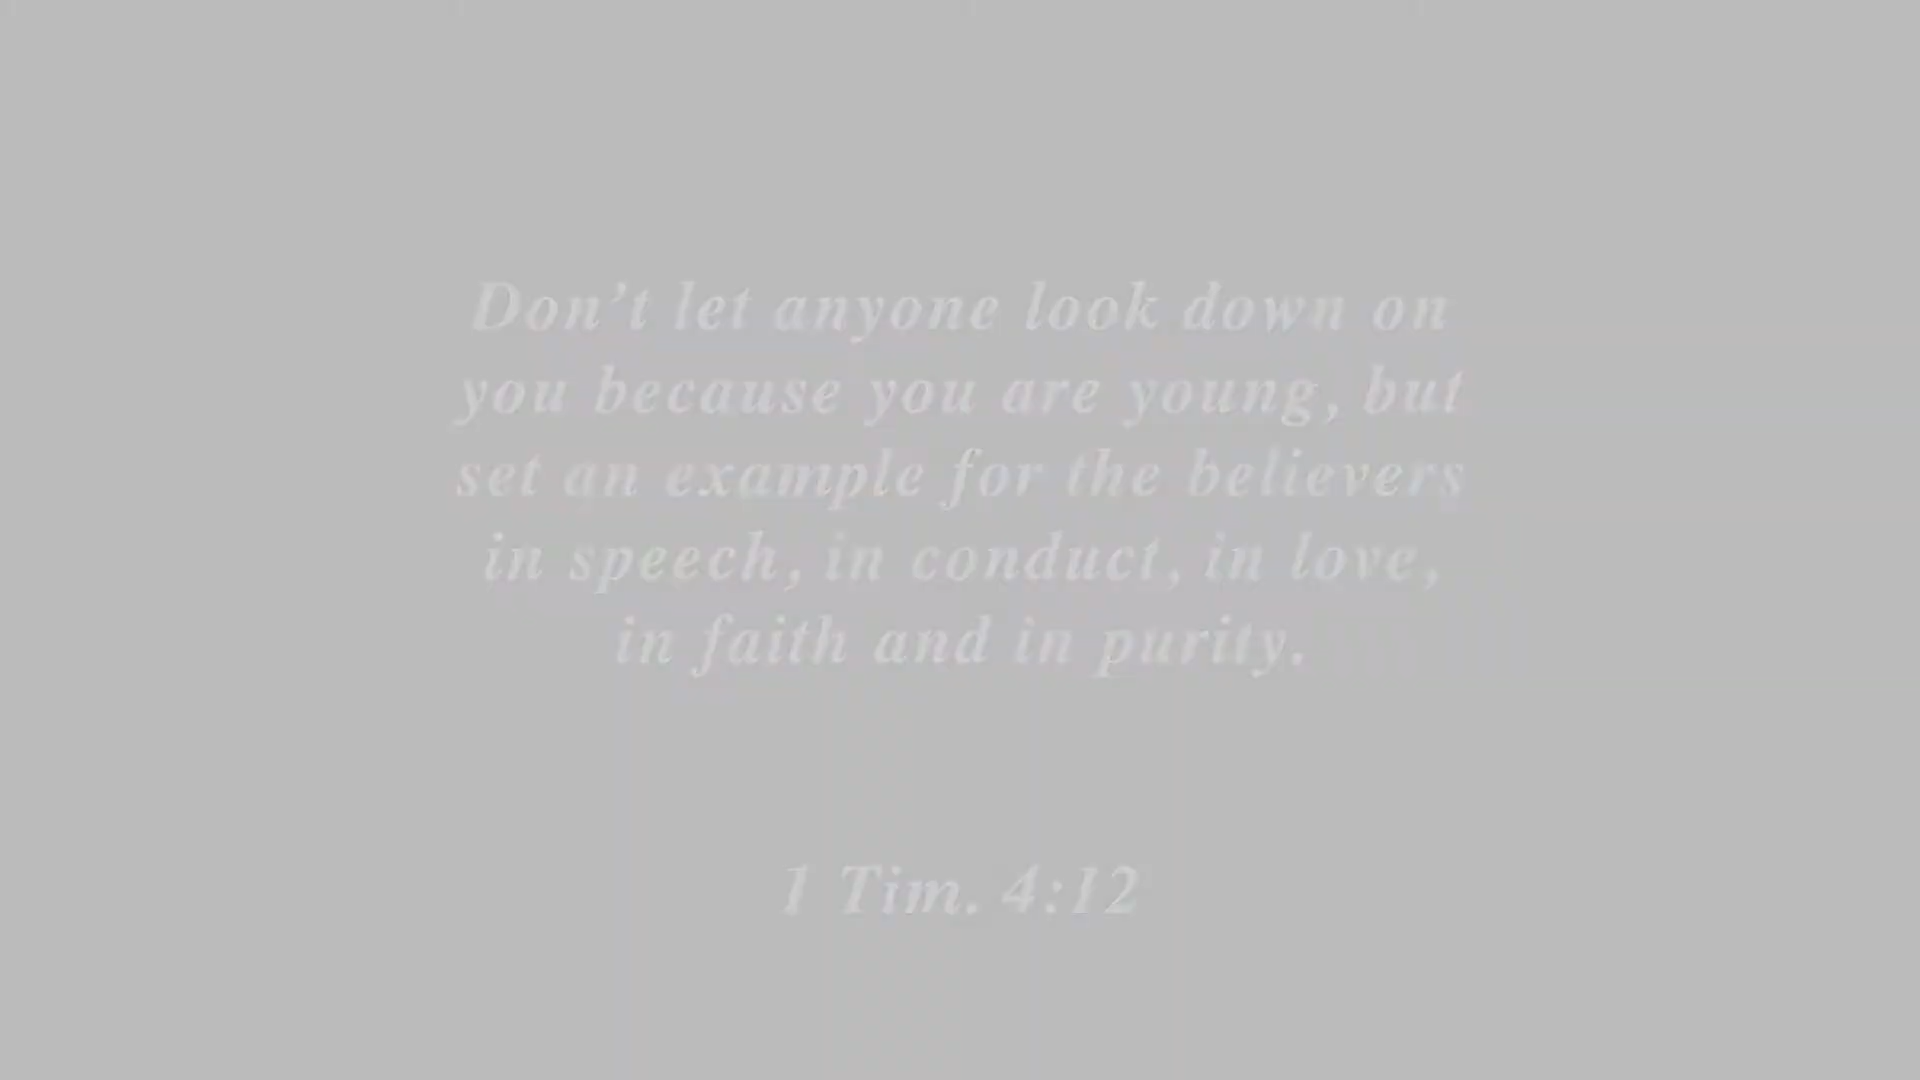 Don’t let anyone look down on
you because you are young, but
set an example for the believers
in speech, in conduct, in love,
in faith and in purity.
1 Tim. 4:12